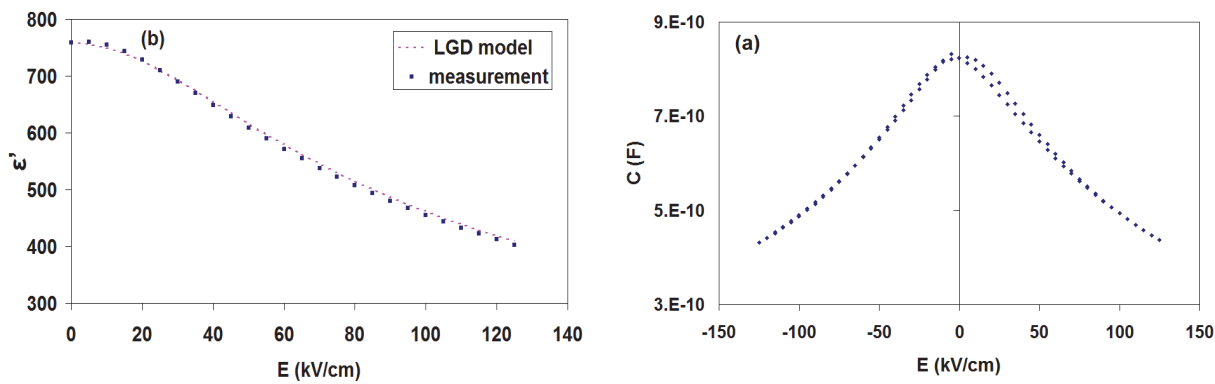 800
700
600
500
400
300
ε'
(b)
LGD model
measurement
0 20 40 60 80 100 120 140
E (kV/cm)
9.E-10
7.E-10
5.E-10
3.E-10
C (F)
(a)
-150 -100 -50 0 50 100 150
E (kV/cm)